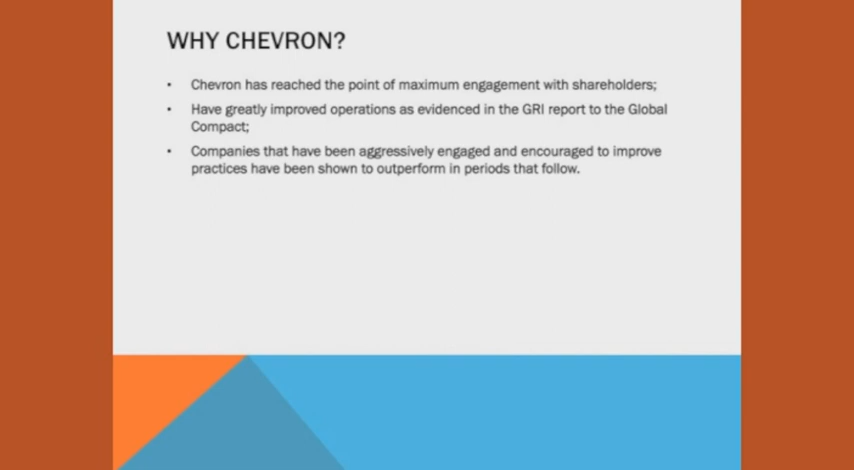 WHY CHEVRON?
• Chevron has reached the point of maximum engagement with shareholders;
• Have greatly improved operations as evidenced in the GRI report to the Global
Compact;
• Companies that have been aggressively engaged and encouraged to improve
practices have been shown to outperform in periods that follow.